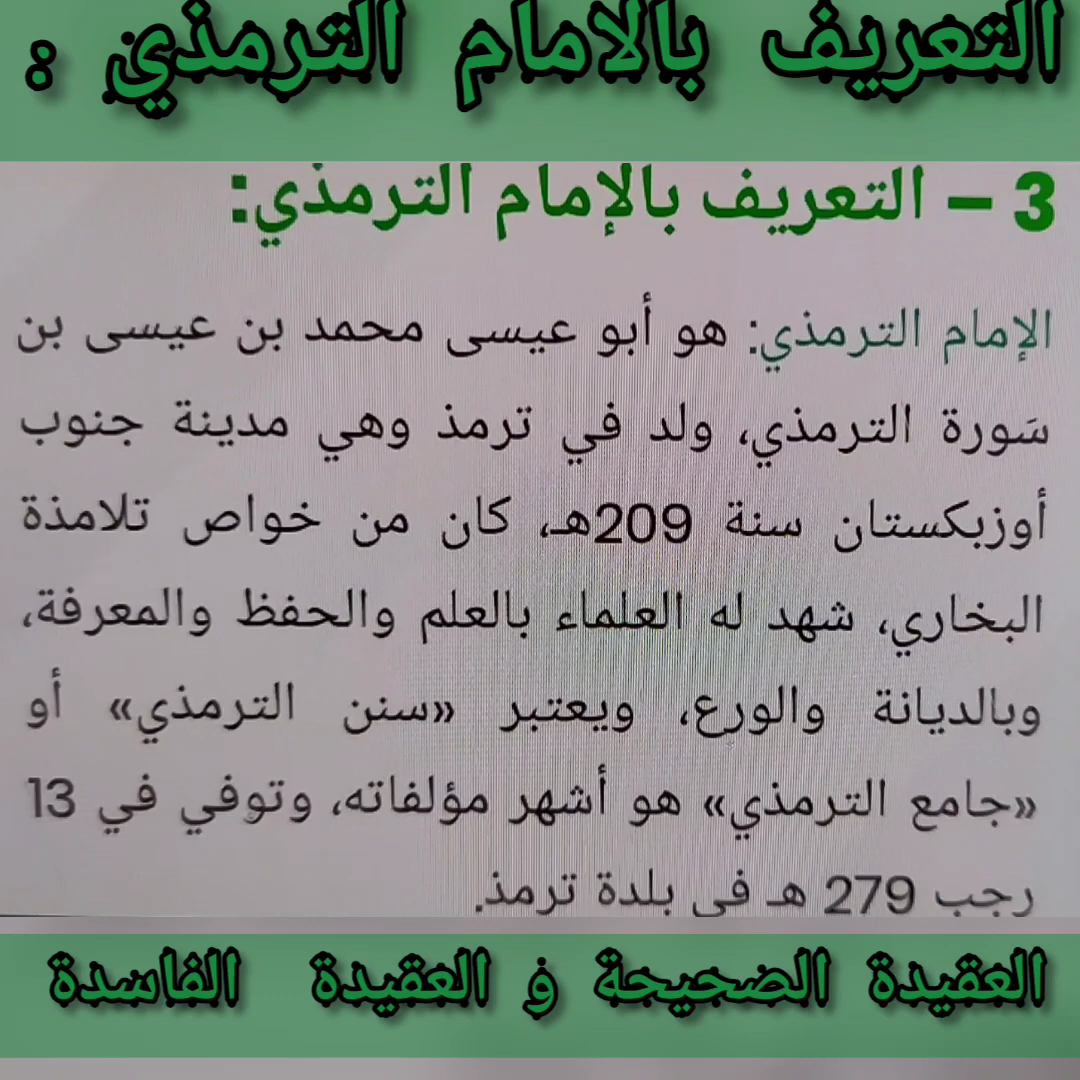 التعريف بالامام الترمذي :
3 – التعريف بالإمام الترمذي:
الإمام الترمذي: هو أبو عيسى محمد بن عيسى بن
سَورة الترمذي، ولد في ترمذ وهي مدينة جنوب
أوزبكستان سنة 209هـ، كان من خواص تلامذة
البخاري، شهد له العلماء بالعلم والحفظ والمعرفة،
وبالديانة والورع، ويعتبر «سنن الترمذي» أو
«جامع الترمذي» هو أشهر مؤلفاته، وتوفي في 13
رجب 279 هـ في بلدة ترمذ.
العقيدة الضحيحة و العقيدة الفاسدة